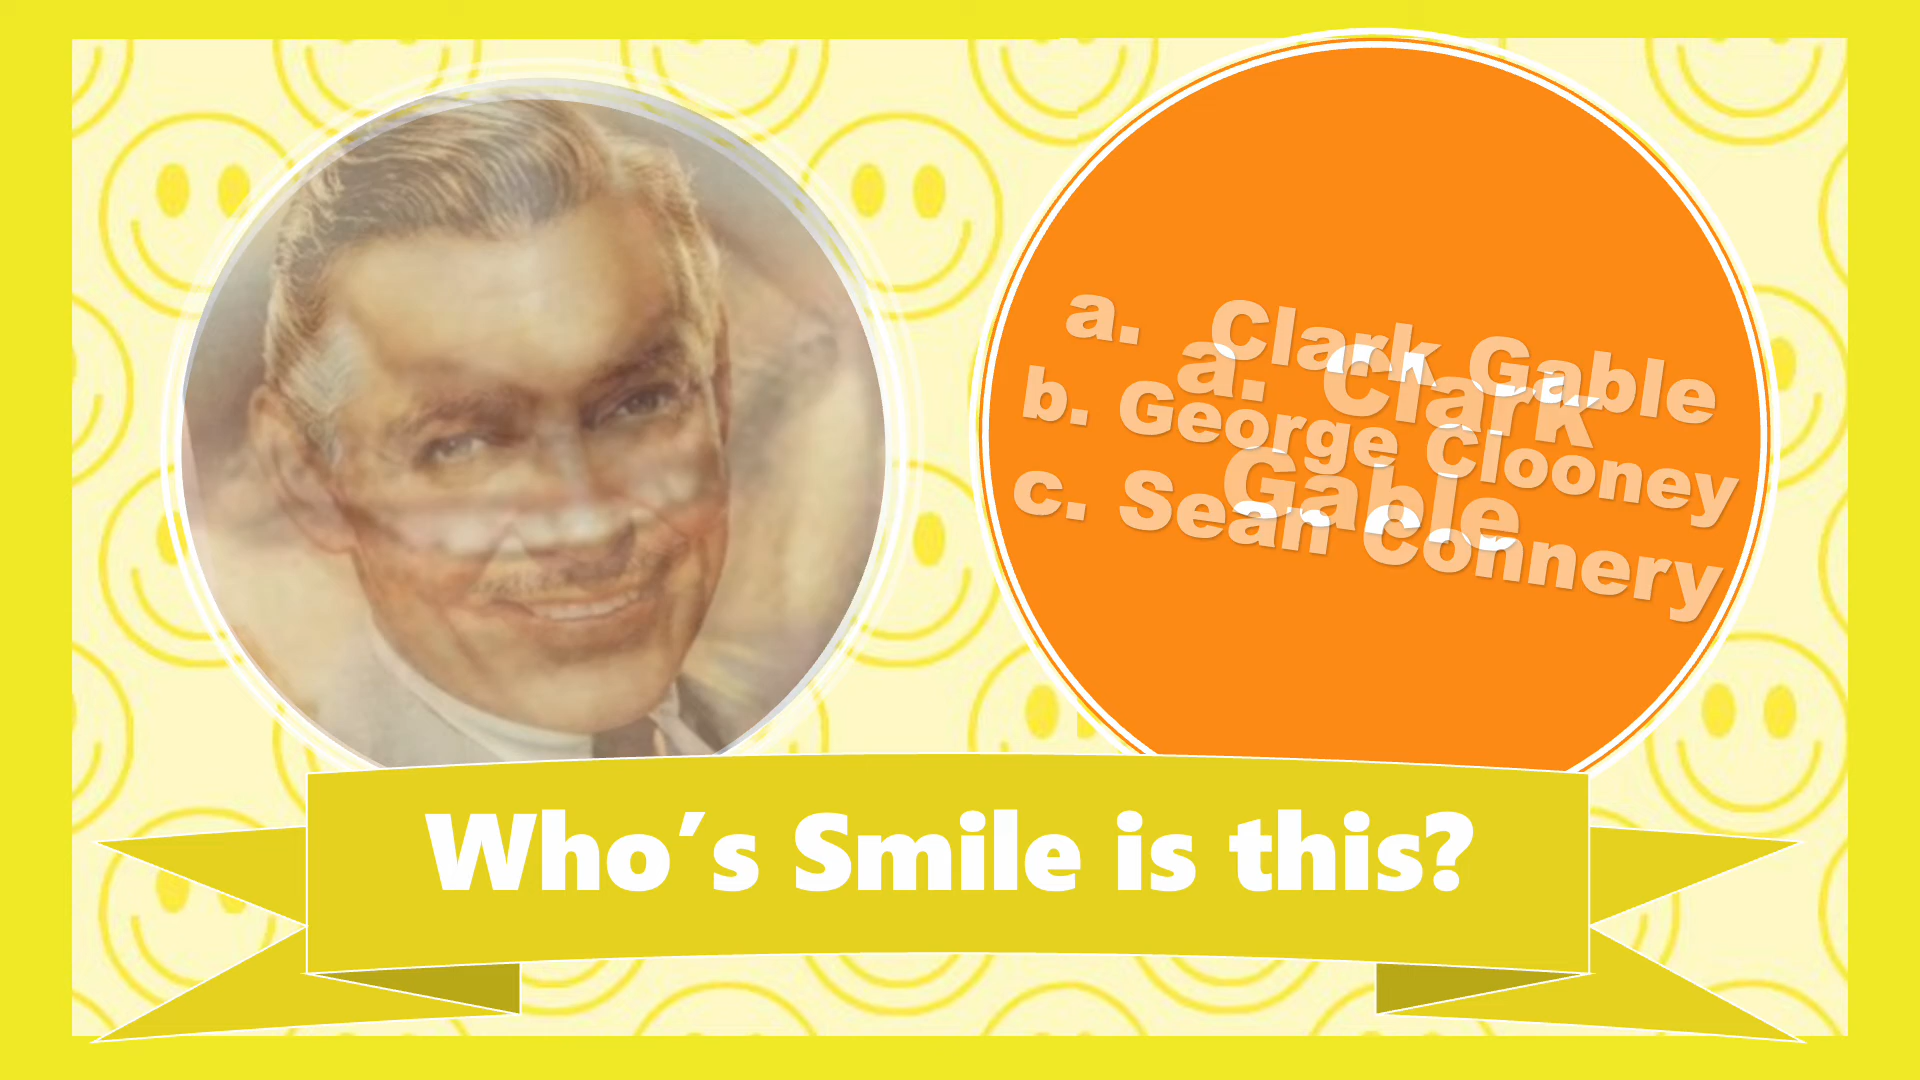 a. Clark Gable
b. George Clooney
c. Sean Connery
a. Clark
Gable
Who's Smile is this?